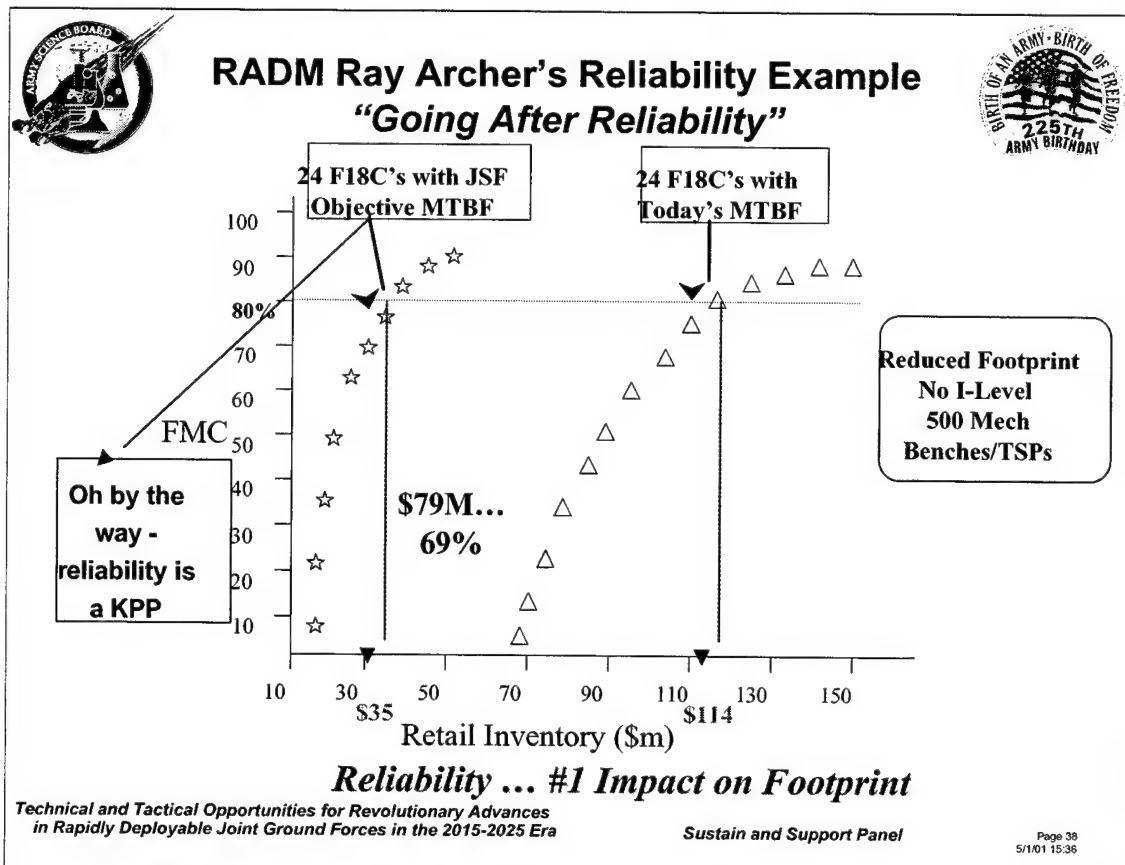 ARMY SCIENCE BOARD
RADM Ray Archer's Reliability Example
"Going After Reliability"
BIRTH OF AN ARMY · BIRTH OF FREEDOM
225TH
ARMY BIRTHDAY
24 F18C's with JSF
Objective MTBF
24 F18C's with
Today's MTBF
100
90
80%
70
60
50
40
30
20
10
FMC
Oh by the
way -
reliability is
a KPP
$79M...
69%
Reduced Footprint
No I-Level
500 Mech
Benches/TSPs
10 30 50 70 90 110 130 150
$35 $114
Retail Inventory ($m)
Reliability ... #1 Impact on Footprint
Technical and Tactical Opportunities for Revolutionary Advances
in Rapidly Deployable Joint Ground Forces in the 2015-2025 Era
Sustain and Support Panel
Page 38
5/1/01 15:36